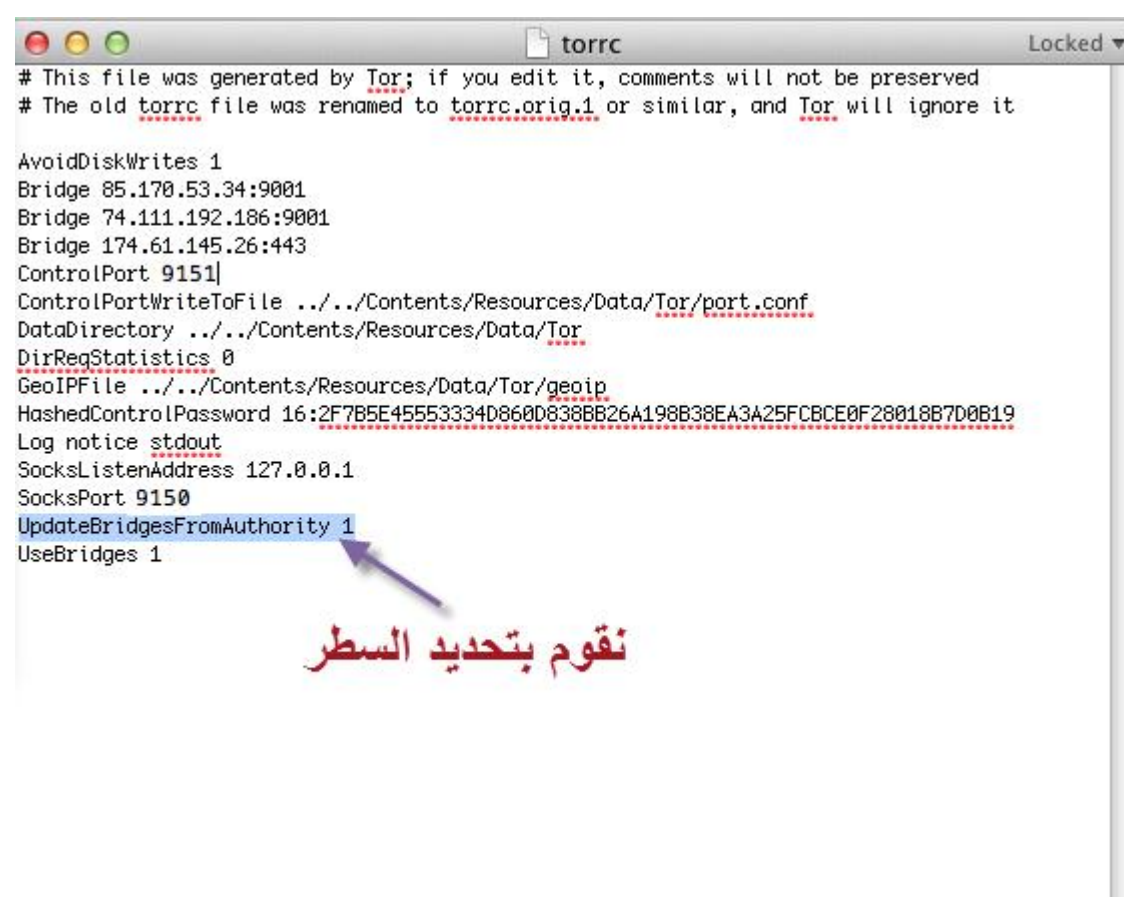 torrc
Locked
# This file was generated by Tor; if you edit it, comments will not be preserved
# The old torrc file was renamed to torrc.orig.1 or similar, and Tor will ignore it
AvoidDiskWrites 1
Bridge 85.170.53.34:9001
Bridge 74.111.192.186:9001
Bridge 174.61.145.26:443
ControlPort 9151
ControlPortWriteToFile ../../Contents/Resources/Data/Tor/port.conf
DataDirectory ../../Contents/Resources/Data/Tor
DirReqStatistics 0
GeoIPFile ../../Contents/Resources/Data/Tor/geoip
HashedControlPassword 16:2F7B5E45553334D860D838BB26A198B38EA3A25FCBCE0F28018B7D0B19
Log notice stdout
SocksListenAddress 127.0.0.1
SocksPort 9150
UpdateBridgesFromAuthority 1
UseBridges 1
نقوم بتحديد السطر